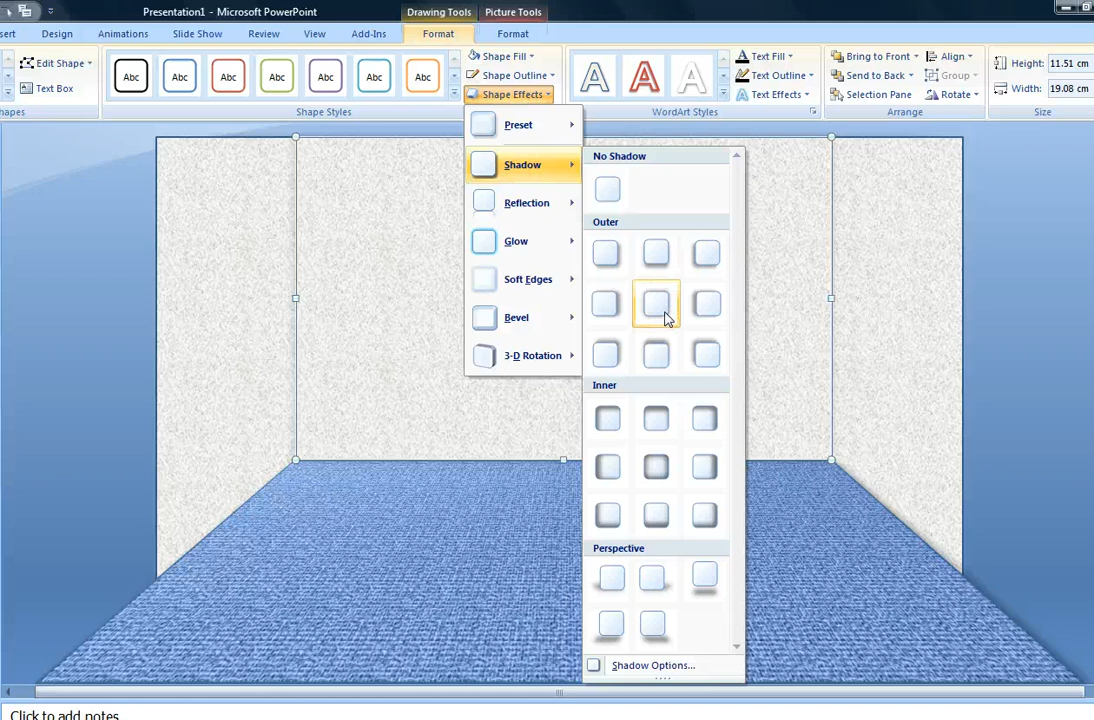 Presentation1 - Microsoft PowerPoint
Drawing Tools
Picture Tools
sert
Design
Animations
Slide Show
Review
View
Add-Ins
Format
Format
Edit Shape
Text Box
hapes
Abc
Abc
Abc
Abc
Abc
Abc
Abc
Shape Styles
Shape Fill
Shape Outline
Shape Effects
A
A
A
WordArt Styles
Text Fill
Text Outline
Text Effects
Bring to Front
Send to Back
Selection Pane
Align
Group
Rotate
Arrange
Height:
11.51 cm
Width:
19.08 cm
Size
Preset
Shadow
Reflection
Glow
Soft Edges
Bevel
3-D Rotation
No Shadow
Outer
Inner
Perspective
Shadow Options...
Click to add notes